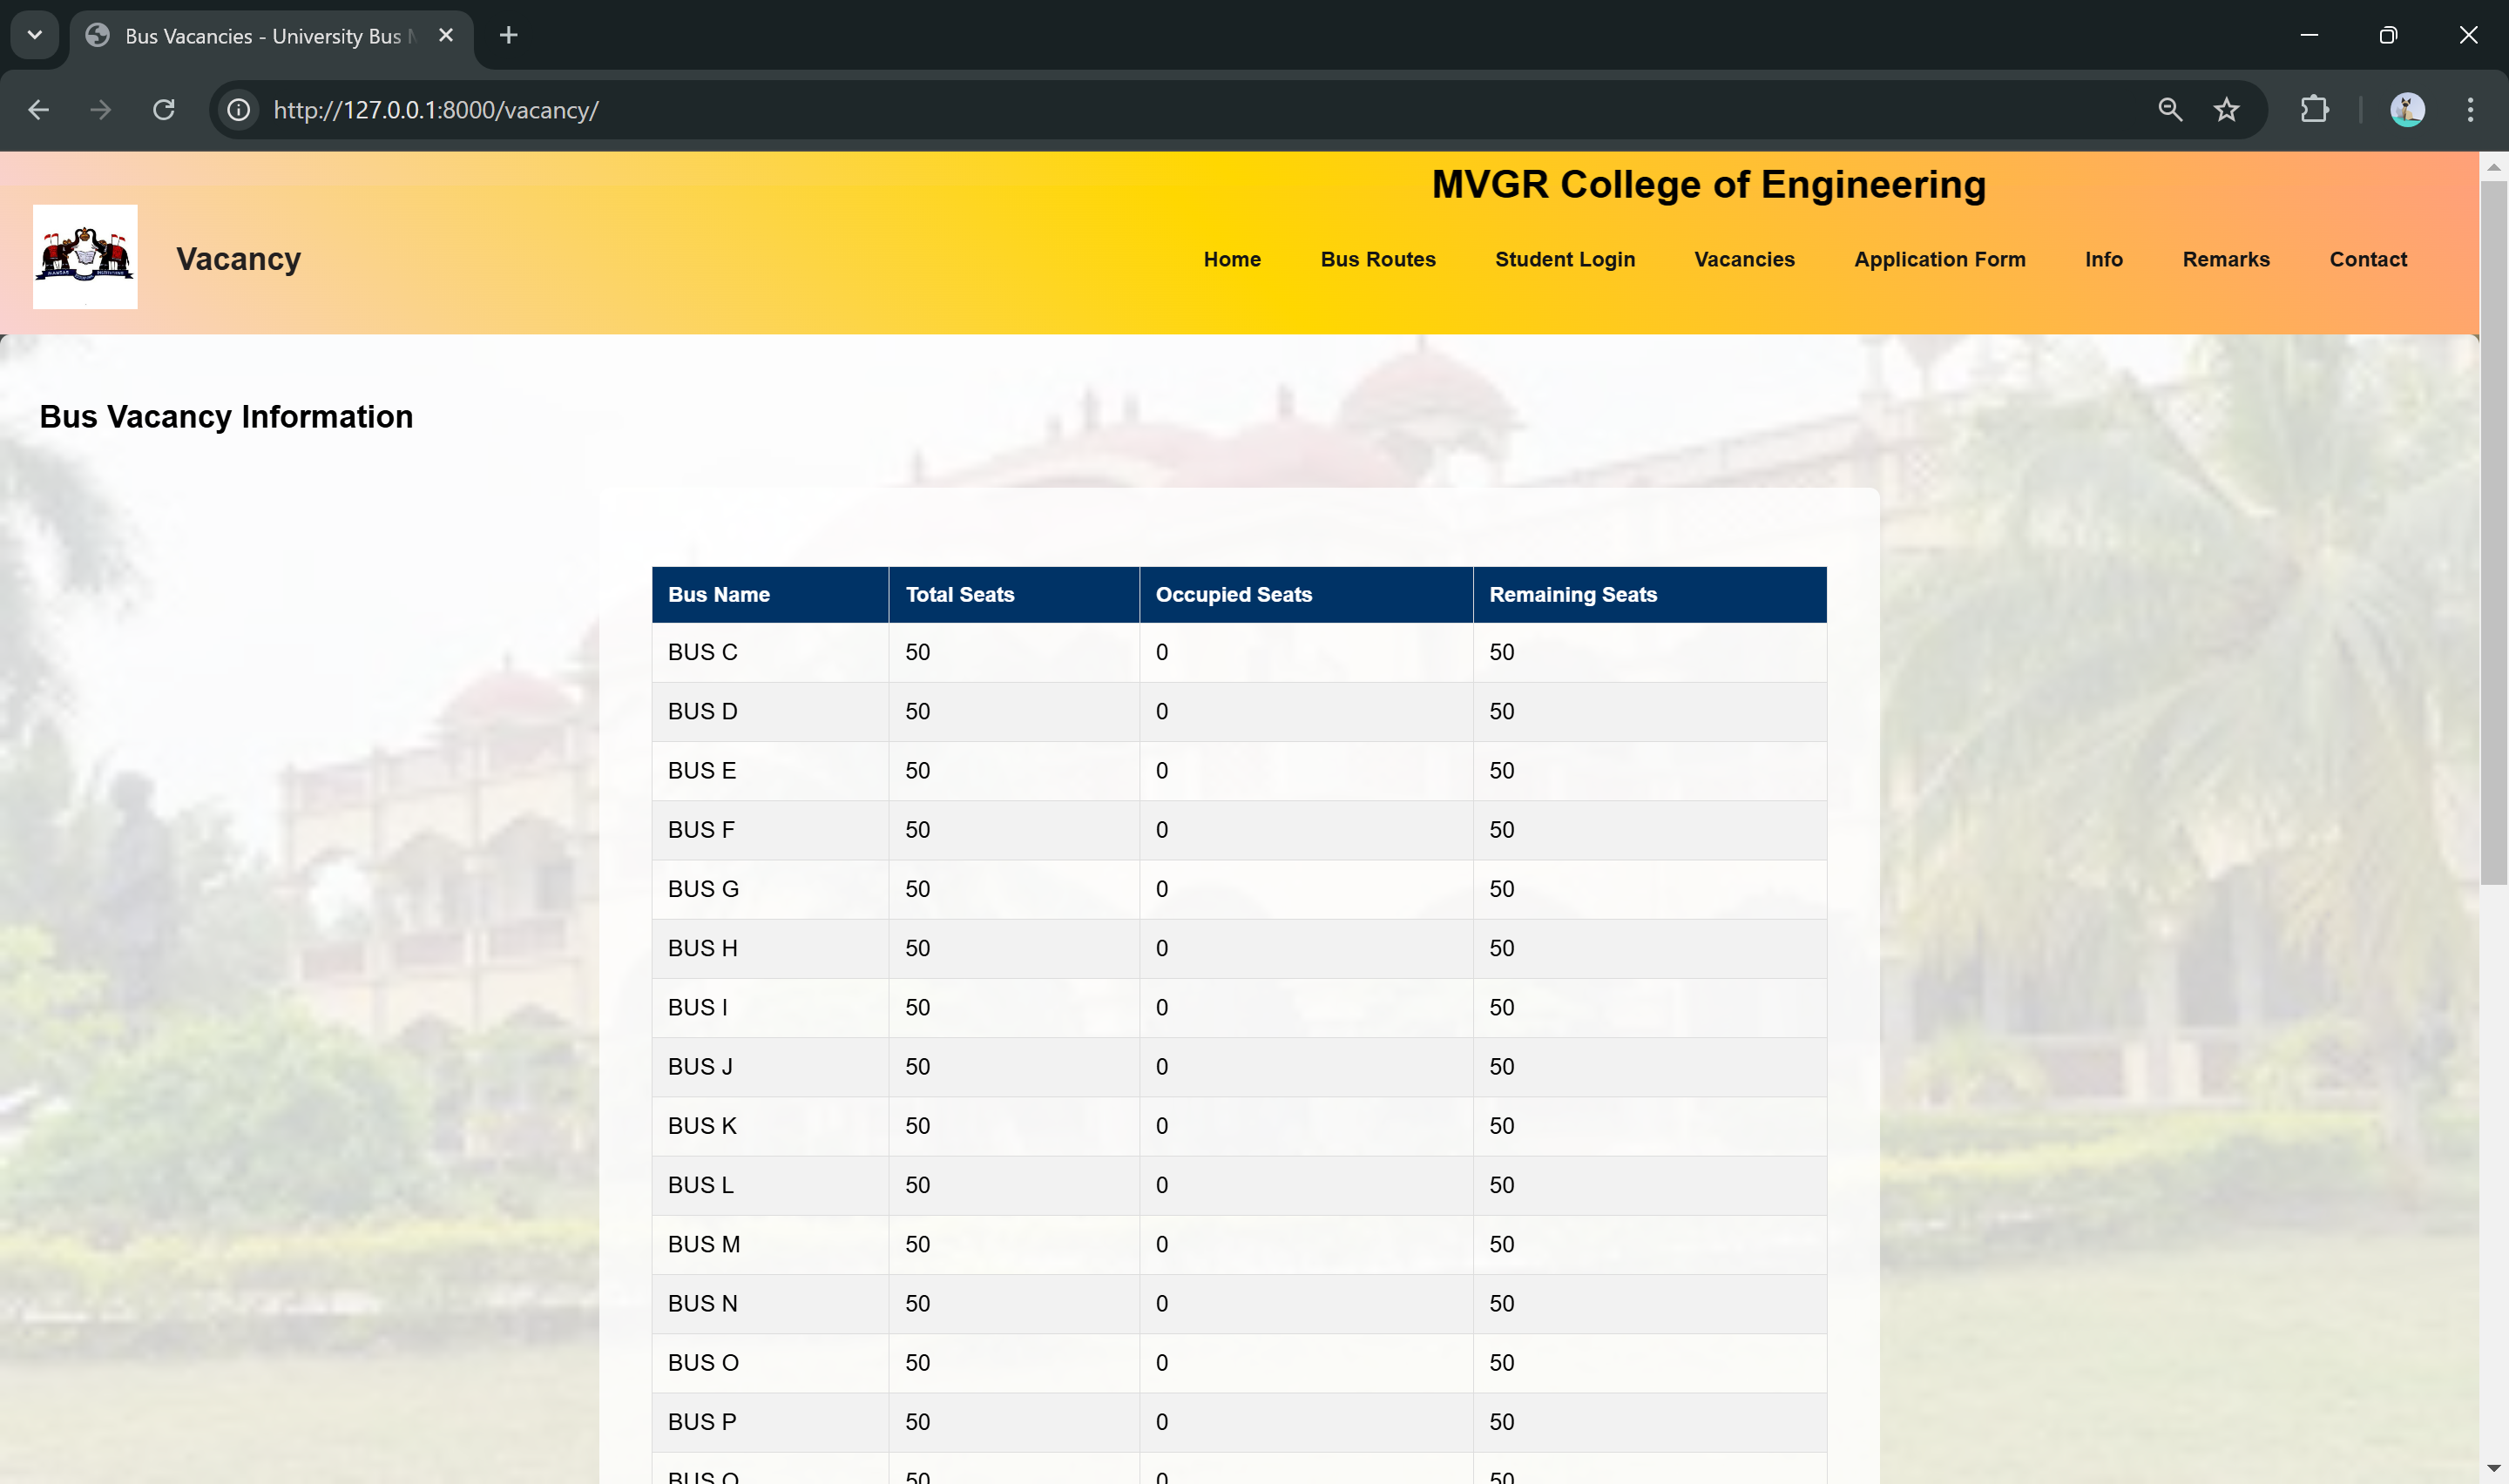 Bus Vacancies - University Bus
http://127.0.0.1:8000/vacancy/
MVGR College of Engineering
Vacancy
Home Bus Routes Student Login Vacancies Application Form Info Remarks Contact
Bus Vacancy Information
Bus Name Total Seats Occupied Seats Remaining Seats
BUS C 50 0 50
BUS D 50 0 50
BUS E 50 0 50
BUS F 50 0 50
BUS G 50 0 50
BUS H 50 0 50
BUS I 50 0 50
BUS J 50 0 50
BUS K 50 0 50
BUS L 50 0 50
BUS M 50 0 50
BUS N 50 0 50
BUS O 50 0 50
BUS P 50 0 50
BUS 50 0 50